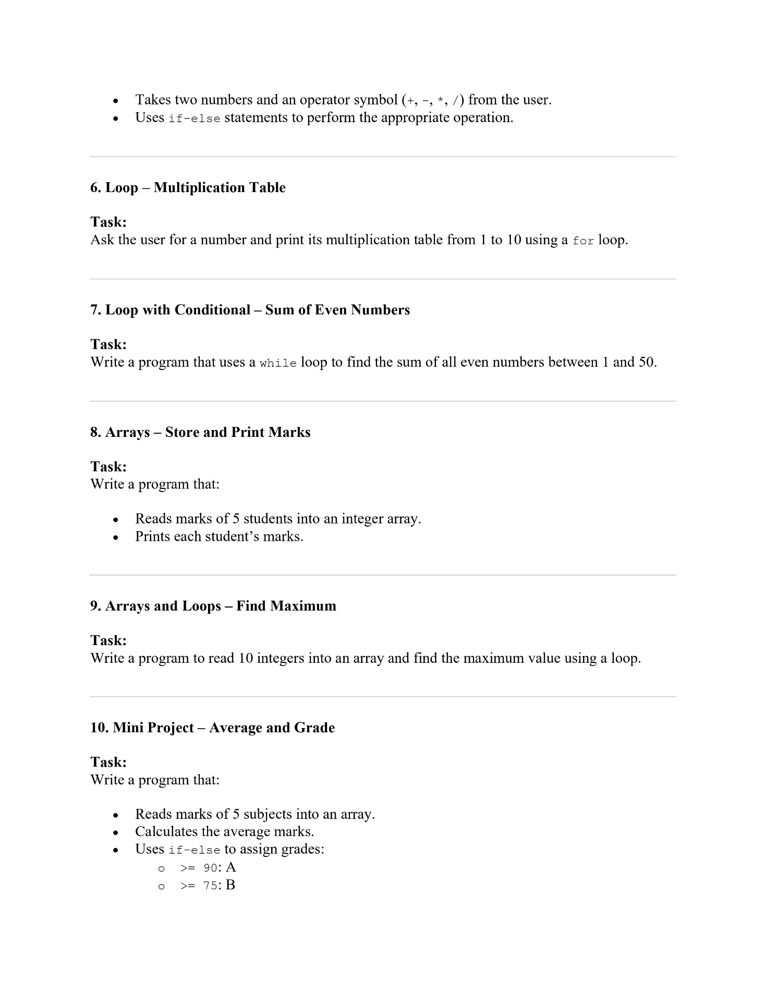 • Takes two numbers and an operator symbol (+, -, *, /) from the user.
• Uses if-else statements to perform the appropriate operation.
6. Loop – Multiplication Table
Task:
Ask the user for a number and print its multiplication table from 1 to 10 using a for loop.
7. Loop with Conditional – Sum of Even Numbers
Task:
Write a program that uses a while loop to find the sum of all even numbers between 1 and 50.
8. Arrays – Store and Print Marks
Task:
Write a program that:
• Reads marks of 5 students into an integer array.
• Prints each student’s marks.
9. Arrays and Loops – Find Maximum
Task:
Write a program to read 10 integers into an array and find the maximum value using a loop.
10. Mini Project – Average and Grade
Task:
Write a program that:
• Reads marks of 5 subjects into an array.
• Calculates the average marks.
• Uses if-else to assign grades:
o >= 90: A
o >= 75: B